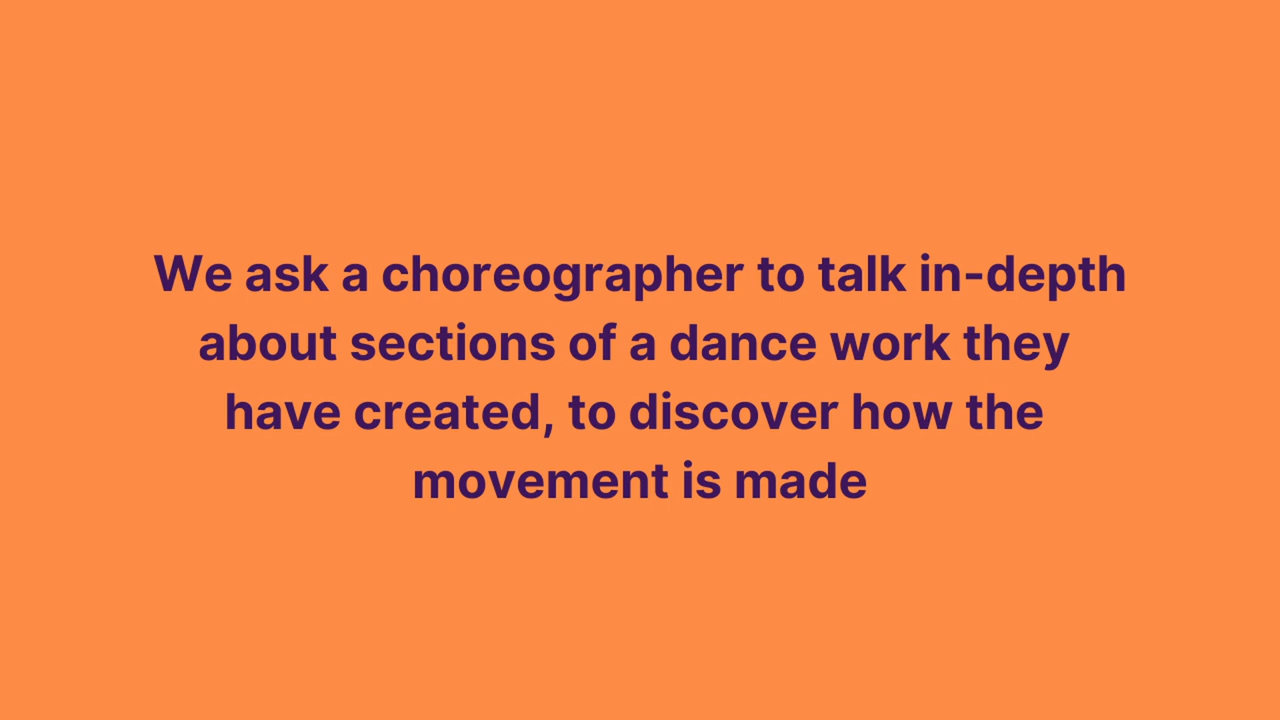 We ask a choreographer to talk in-depth
about sections of a dance work they
have created, to discover how the
movement is made